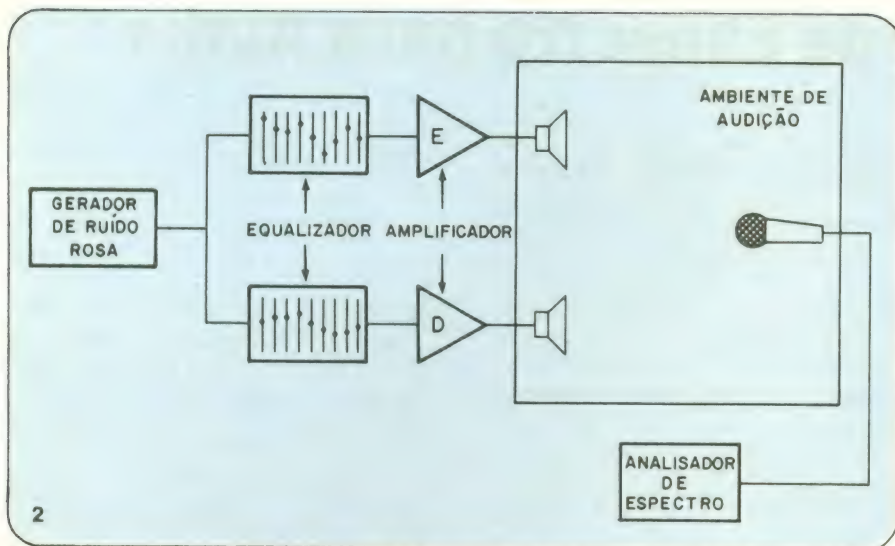 AMBIENTE DE
AUDIÇÃO
E
GERADOR
DE RUÍDO
ROSA
EQUALIZADOR
AMPLIFICADOR
D
ANALISADOR
DE
ESPECTRO
2